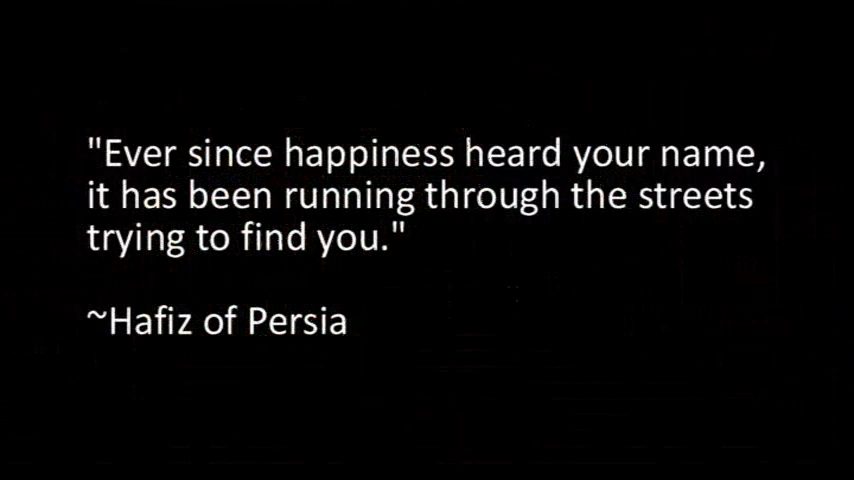 "Ever since happiness heard your name,
it has been running through the streets
trying to find you."
~Hafiz of Persia